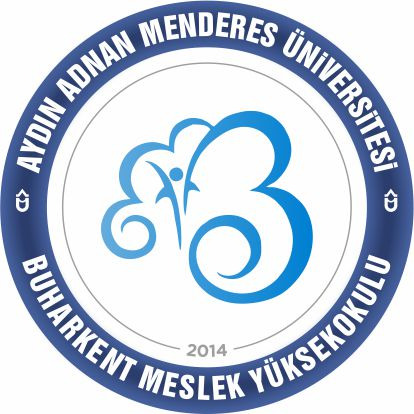 AYDIN ADNAN MENDERES ÜNİVERSİTESİ
2014
BUHARKENT MESLEK YÜKSEKOKULU